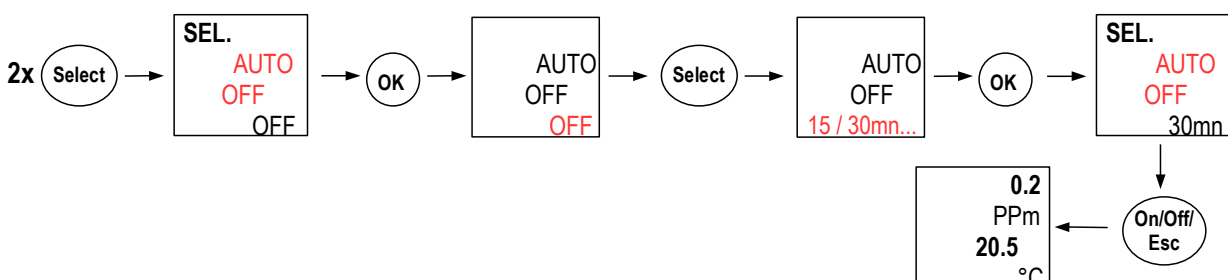 2x
Select
SEL.
AUTO
OFF
OFF
OK
AUTO
OFF
OFF
Select
AUTO
OFF
15 / 30mn...
OK
SEL.
AUTO
OFF
30mn
On/Off/
Esc
0.2
PPm
20.5
°C